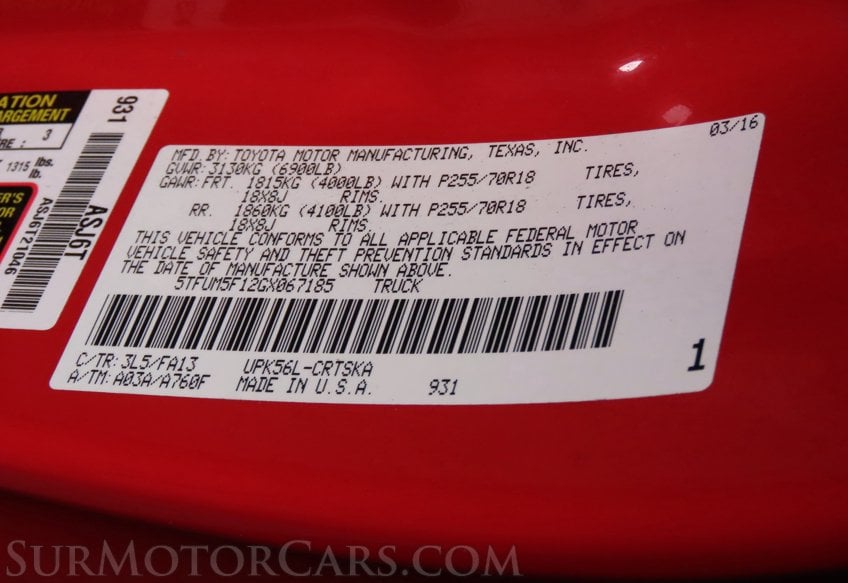 ATION
ARGEMENT
RE : 3
1315 lbs.
lb.
ER'S
OR
931
ASJ6T
ASJ6T21046
03/16
MFD. BY: TOYOTA MOTOR MANUFACTURING, TEXAS, INC.
GVWR: 3130KG (6900LB)
GAWR: FRT. 1815KG (4000LB) WITH P255/70R18 TIRES,
18X8J RIMS.
RR. 1860KG (4100LB) WITH P255/70R18 TIRES,
18X8J RIMS.
THIS VEHICLE CONFORMS TO ALL APPLICABLE FEDERAL MOTOR
VEHICLE SAFETY AND THEFT PREVENTION STANDARDS IN EFFECT ON
THE DATE OF MANUFACTURE SHOWN ABOVE.
5TFUM5F12GX067185 TRUCK
C/TR: 3L5/FA13 UPK56L-CRTSKA
A/TM: A03A/A760F MADE IN U.S.A. 931
1
SURMOTORCARS.COM